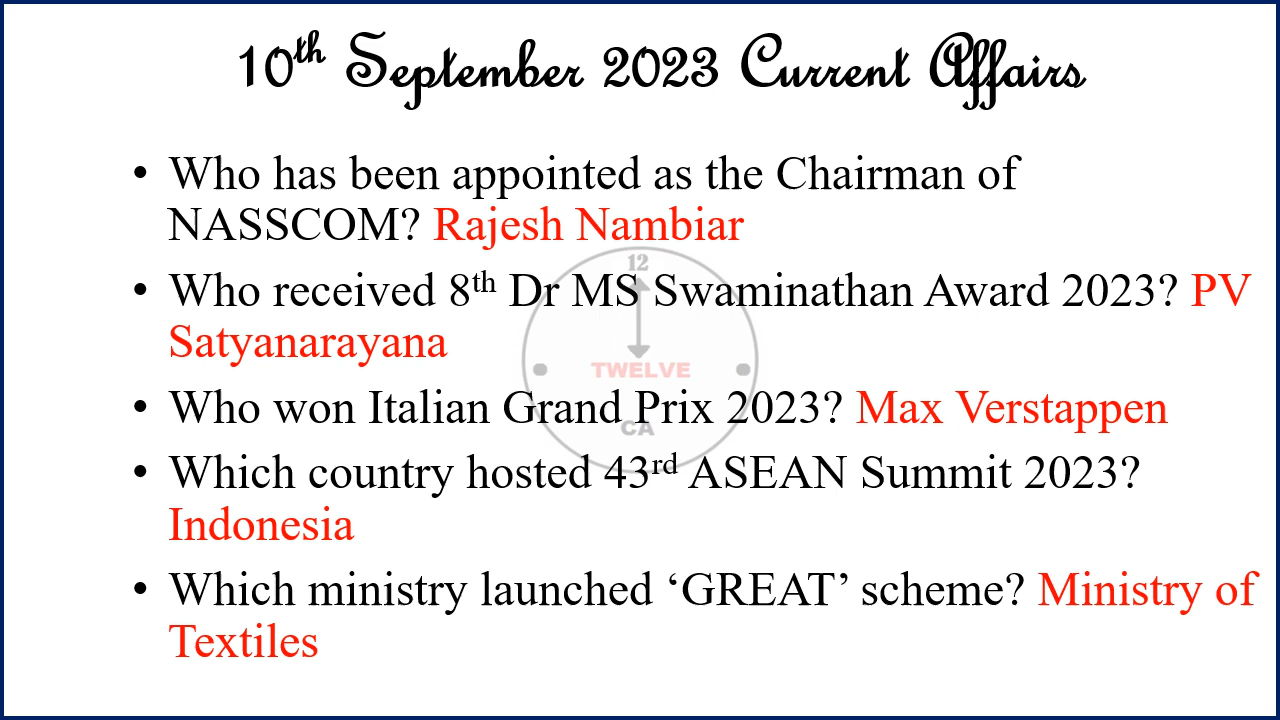 10th September 2023 Current Affairs
• Who has been appointed as the Chairman of
NASSCOM? Rajesh Nambiar
• Who received 8th Dr MS Swaminathan Award 2023? PV
Satyanarayana
• Who won Italian Grand Prix 2023? Max Verstappen
• Which country hosted 43rd ASEAN Summit 2023?
Indonesia
• Which ministry launched ‘GREAT’ scheme? Ministry of
Textiles
12
TWELVE
CA